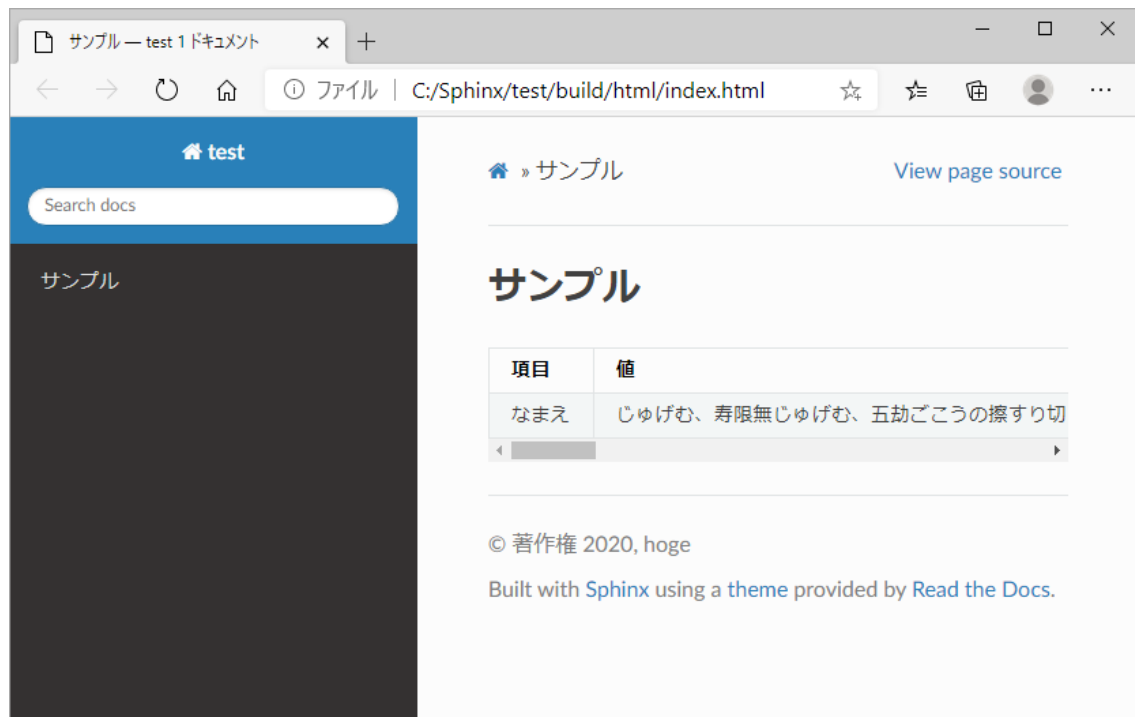 サンプル — test 1 ドキュメント
ファイル | C:/Sphinx/test/build/html/index.html
test
Search docs
サンプル
» サンプル
View page source
サンプル
項目 値
なまえ じゅげむ、寿限無じゅげむ、五劫ごこうの擦すり切
© 著作権 2020, hoge
Built with Sphinx using a theme provided by Read the Docs.